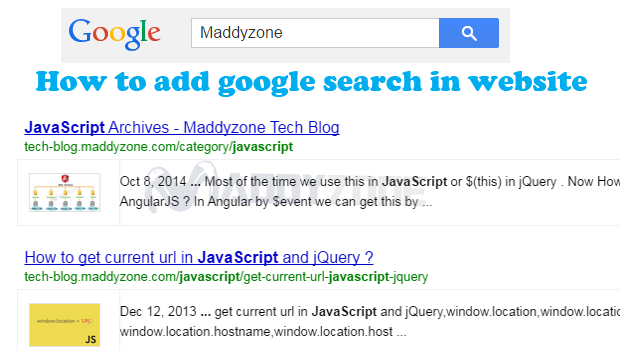 Google Maddyzone
How to add google search in website
JavaScript Archives - Maddyzone Tech Blog
tech-blog.maddyzone.com/category/javascript
Oct 8, 2014 ... Most of the time we use this in JavaScript or $(this) in jQuery . Now How
AngularJS ? In Angular by $event we can get this by ...
MADDYZONE
How to get current url in JavaScript and jQuery ?
tech-blog.maddyzone.com/javascript/get-current-url-javascript-jquery
Dec 12, 2013 ... get current url in JavaScript and jQuery,window.location,window.locatio
window.location.hostname,window.location.host ...
window.location = "URL";
JS